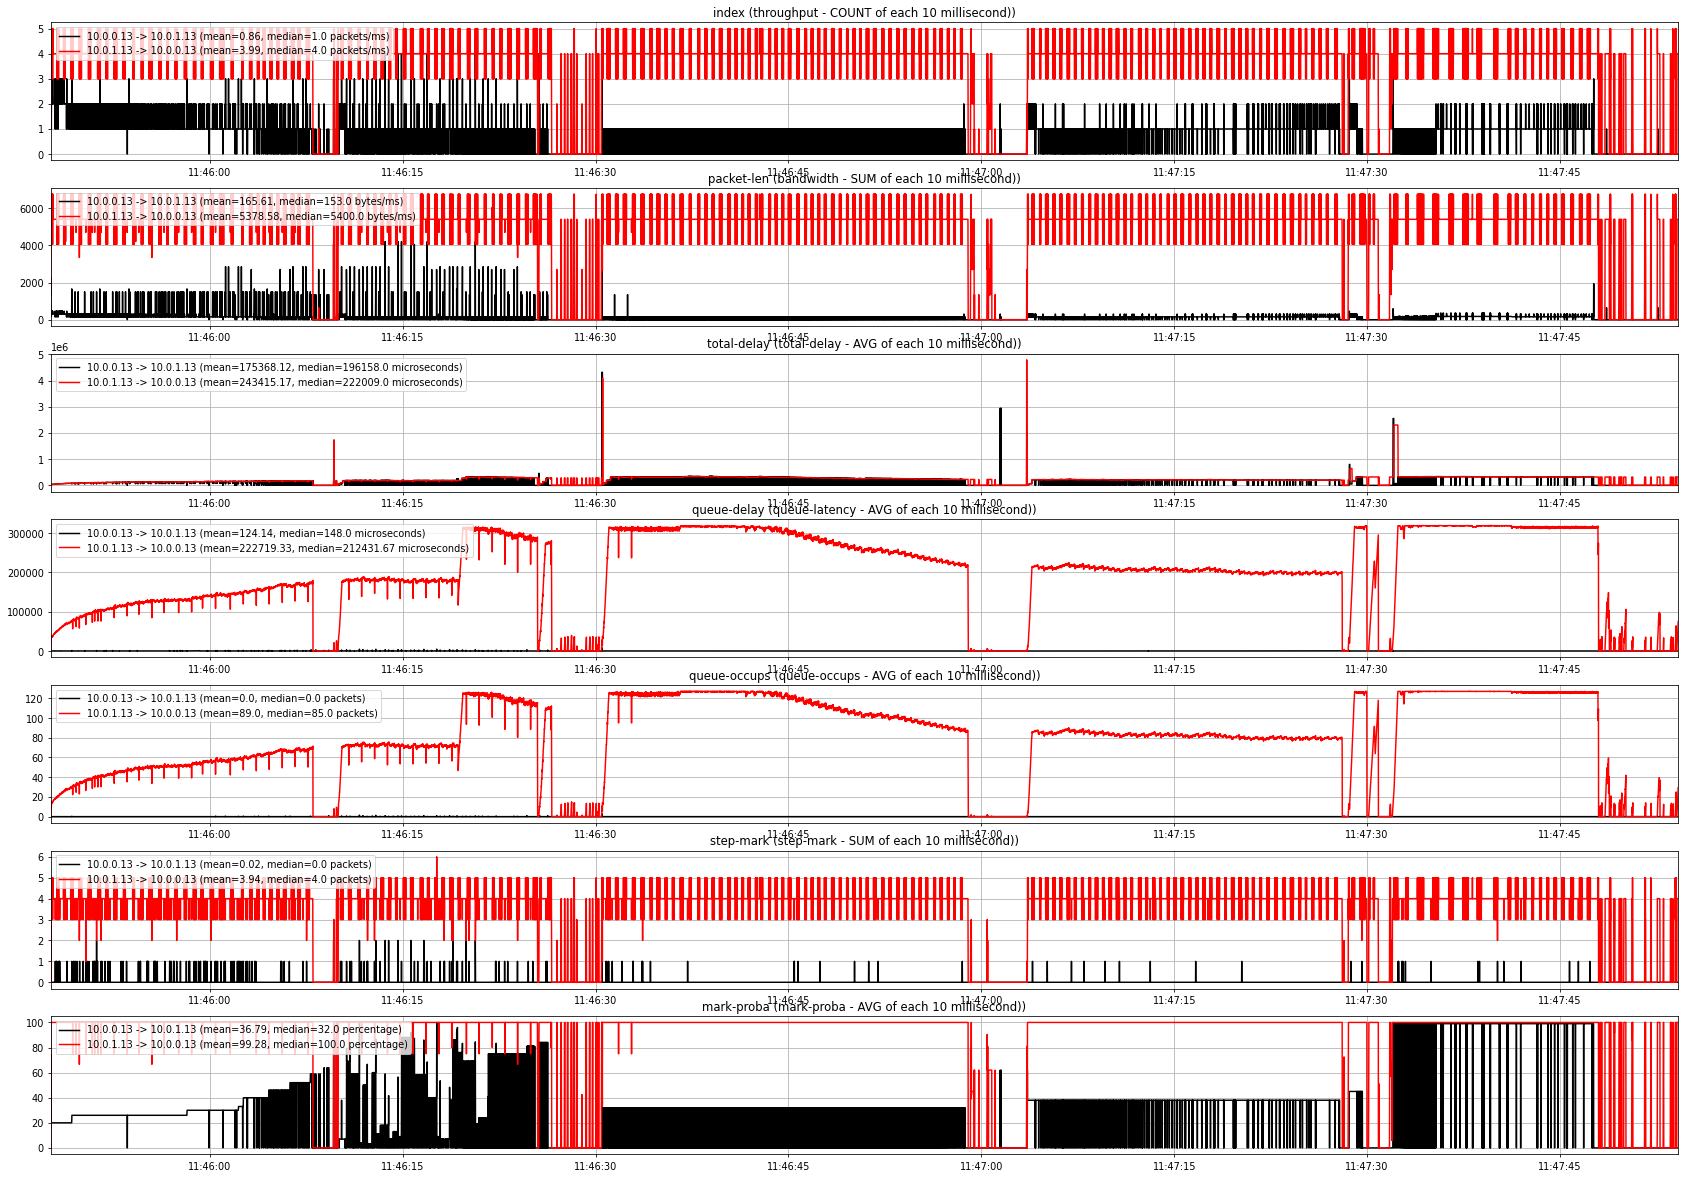 index (throughput - COUNT of each 10 millisecond))
5
4
3
2
1
0
10.0.0.13 -> 10.0.1.13 (mean=0.86, median=1.0 packets/ms)
10.0.1.13 -> 10.0.0.13 (mean=3.99, median=4.0 packets/ms)
11:46:00 11:46:15 11:46:30 11:46:45 11:47:00 11:47:15 11:47:30 11:47:45
packet-len (bandwidth - SUM of each 10 millisecond))
6000
4000
2000
0
10.0.0.13 -> 10.0.1.13 (mean=165.61, median=153.0 bytes/ms)
10.0.1.13 -> 10.0.0.13 (mean=5378.58, median=5400.0 bytes/ms)
11:46:00 11:46:15 11:46:30 11:46:45 11:47:00 11:47:15 11:47:30 11:47:45
total-delay (total-delay - AVG of each 10 millisecond))
1e6
5
4
3
2
1
0
10.0.0.13 -> 10.0.1.13 (mean=175368.12, median=196158.0 microseconds)
10.0.1.13 -> 10.0.0.13 (mean=243415.17, median=222009.0 microseconds)
11:46:00 11:46:15 11:46:30 11:46:45 11:47:00 11:47:15 11:47:30 11:47:45
queue-delay (queue-latency - AVG of each 10 millisecond))
300000
200000
100000
0
10.0.0.13 -> 10.0.1.13 (mean=124.14, median=148.0 microseconds)
10.0.1.13 -> 10.0.0.13 (mean=222719.33, median=212431.67 microseconds)
11:46:00 11:46:15 11:46:30 11:46:45 11:47:00 11:47:15 11:47:30 11:47:45
queue-occups (queue-occups - AVG of each 10 millisecond))
120
100
80
60
40
20
0
10.0.0.13 -> 10.0.1.13 (mean=0.0, median=0.0 packets)
10.0.1.13 -> 10.0.0.13 (mean=89.0, median=85.0 packets)
11:46:00 11:46:15 11:46:30 11:46:45 11:47:00 11:47:15 11:47:30 11:47:45
step-mark (step-mark - SUM of each 10 millisecond))
6
5
4
3
2
1
0
10.0.0.13 -> 10.0.1.13 (mean=0.02, median=0.0 packets)
10.0.1.13 -> 10.0.0.13 (mean=3.94, median=4.0 packets)
11:46:00 11:46:15 11:46:30 11:46:45 11:47:00 11:47:15 11:47:30 11:47:45
mark-proba (mark-proba - AVG of each 10 millisecond))
100
80
60
40
20
0
10.0.0.13 -> 10.0.1.13 (mean=36.79, median=32.0 percentage)
10.0.1.13 -> 10.0.0.13 (mean=99.28, median=100.0 percentage)
11:46:00 11:46:15 11:46:30 11:46:45 11:47:00 11:47:15 11:47:30 11:47:45